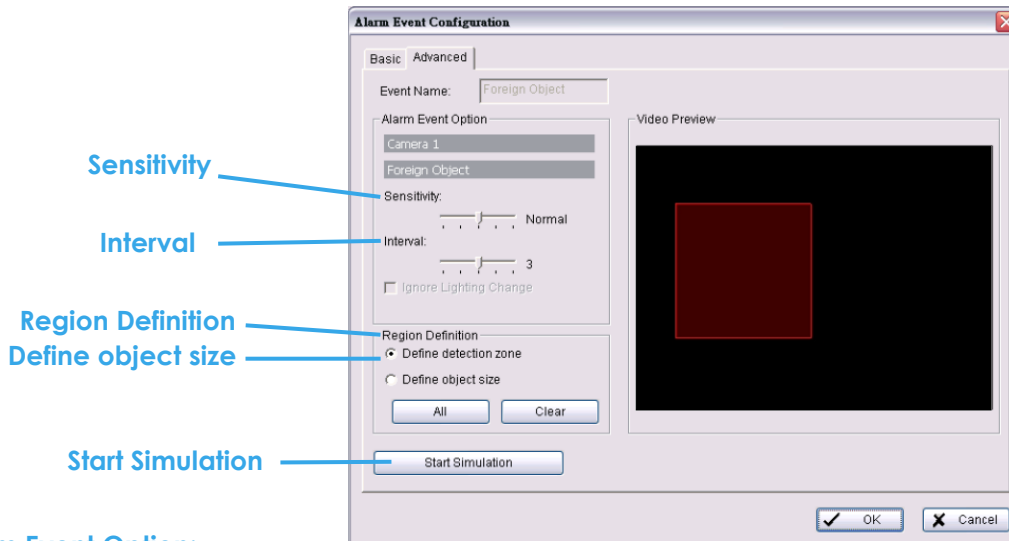 Alarm Event Configuration
Basic Advanced
Event Name: Foreign Object
Alarm Event Option
Camera 1
Foreign Object
Sensitivity:
Normal
Interval:
3
Ignore Lighting Change
Region Definition
Define detection zone
Define object size
All Clear
Start Simulation
Video Preview
OK Cancel
Sensitivity
Interval
Region Definition
Define object size
Start Simulation
Event Option: